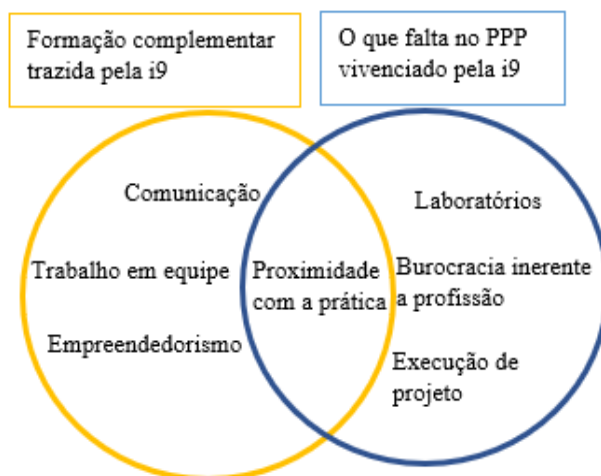 Formação complementar
trazida pela i9
O que falta no PPP
vivenciado pela i9
Comunicação
Trabalho em equipe
Empreendedorismo
Proximidade
com a prática
Laboratórios
Burocracia inerente
a profissão
Execução de
projeto